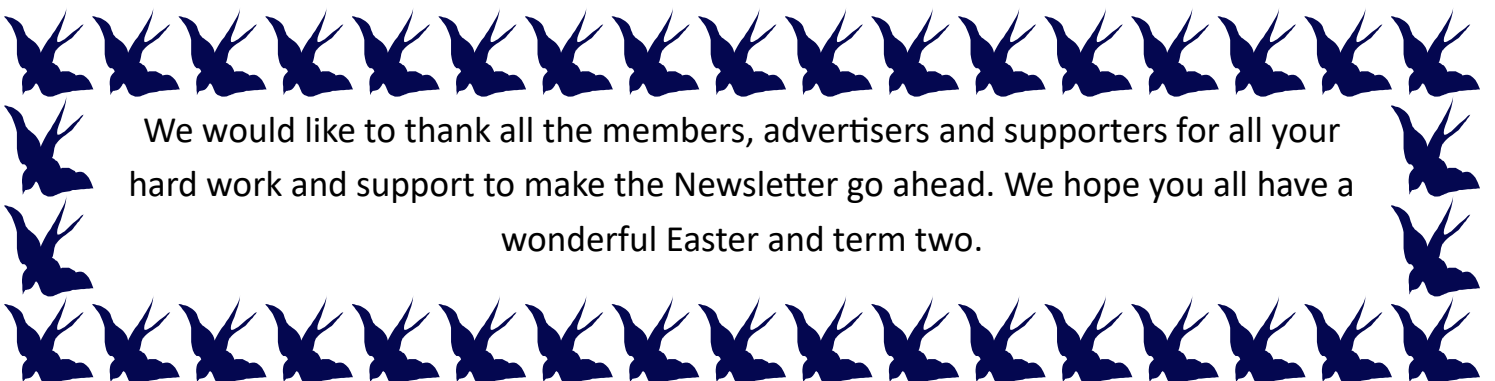 We would like to thank all the members, advertisers and supporters for all your
hard work and support to make the Newsletter go ahead. We hope you all have a
wonderful Easter and term two.